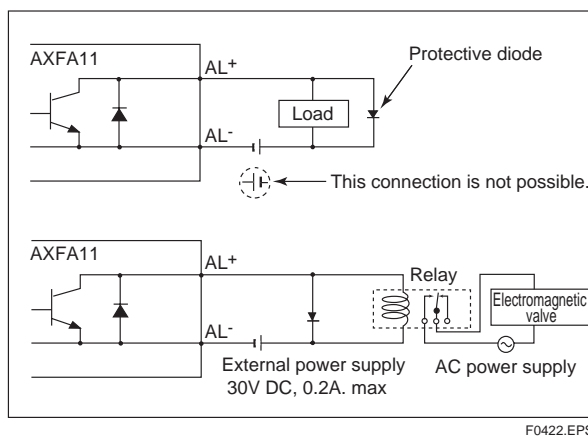 AXFA11
AL+
Protective diode
Load
AL-
This connection is not possible.
AXFA11
AL+
Relay
Electromagnetic
valve
AL-
External power supply
30V DC, 0.2A. max
AC power supply
F0422.EPS